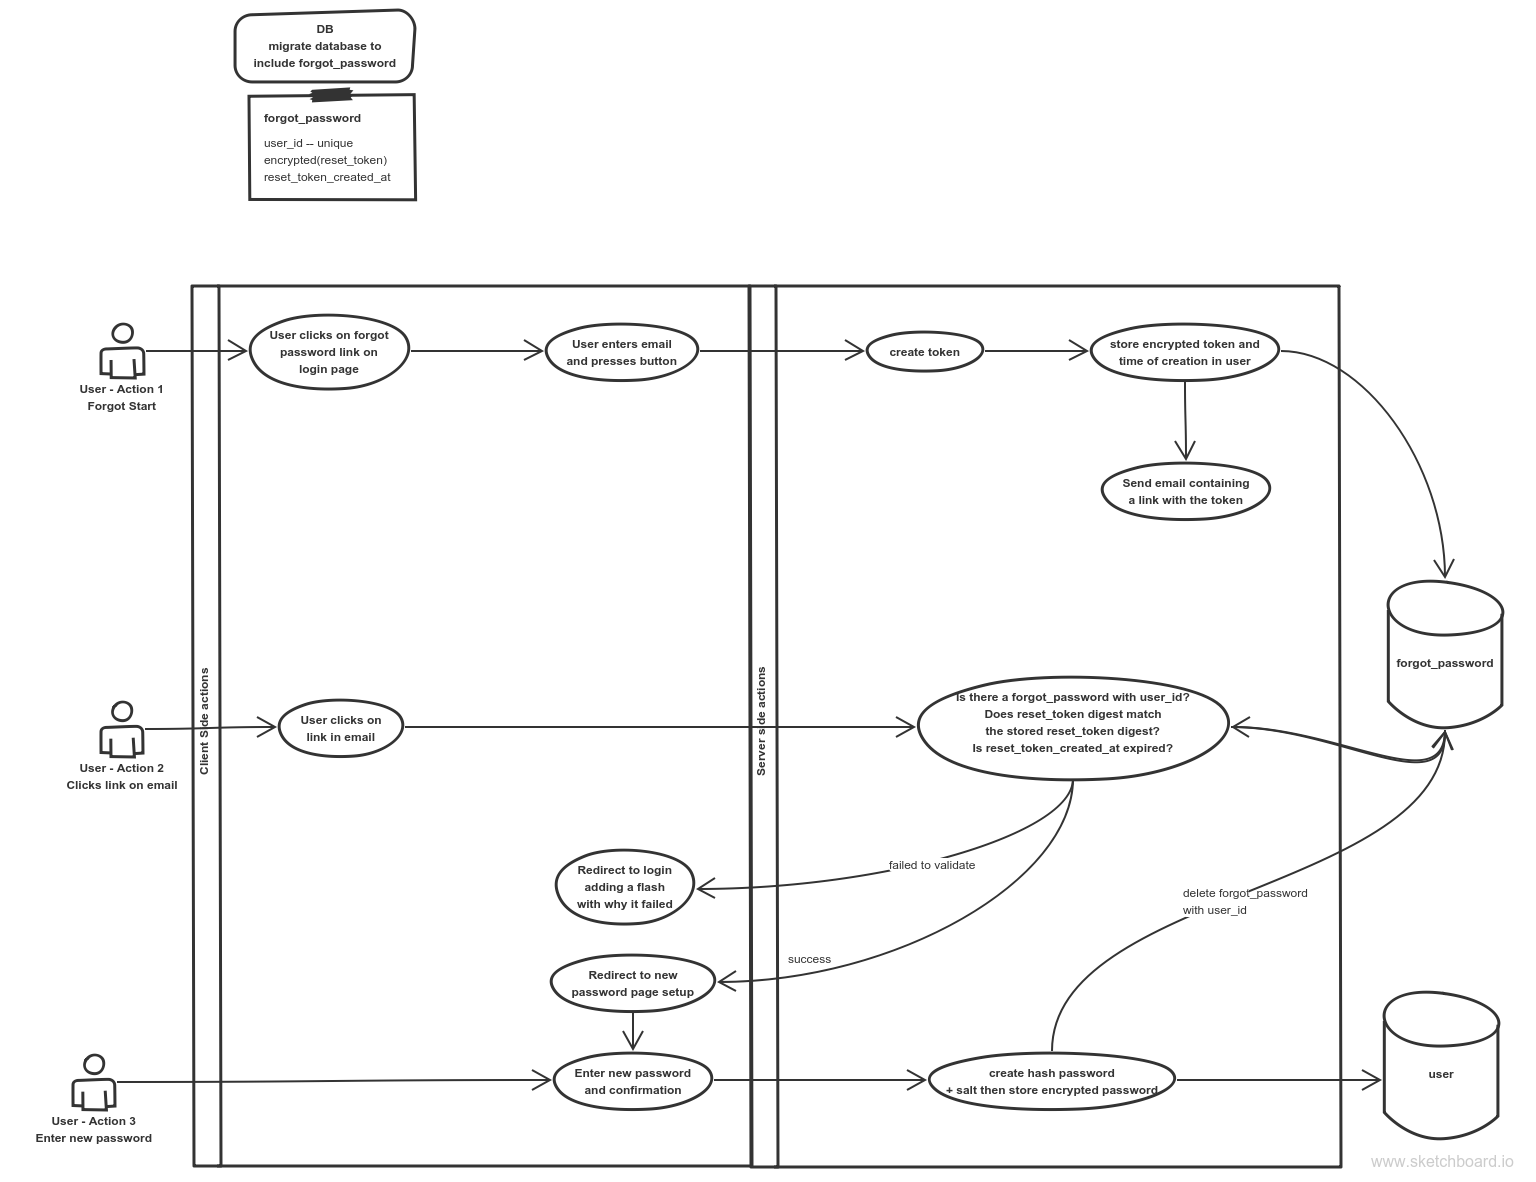 DB
migrate database to
include forgot_password
forgot_password
user_id -- unique
encrypted(reset_token)
reset_token_created_at
User - Action 1
Forgot Start
User clicks on forgot
password link on
login page
User enters email
and presses button
create token
store encrypted token and
time of creation in user
Send email containing
a link with the token
forgot_password
Client Side actions
Server side actions
User - Action 2
Clicks link on email
User clicks on
link in email
Is there a forgot_password with user_id?
Does reset_token digest match
the stored reset_token digest?
Is reset_token_created_at expired?
failed to validate
Redirect to login
adding a flash
with why it failed
delete forgot_password
with user_id
success
Redirect to new
password page setup
User - Action 3
Enter new password
Enter new password
and confirmation
create hash password
+ salt then store encrypted password
user
www.sketchboard.io